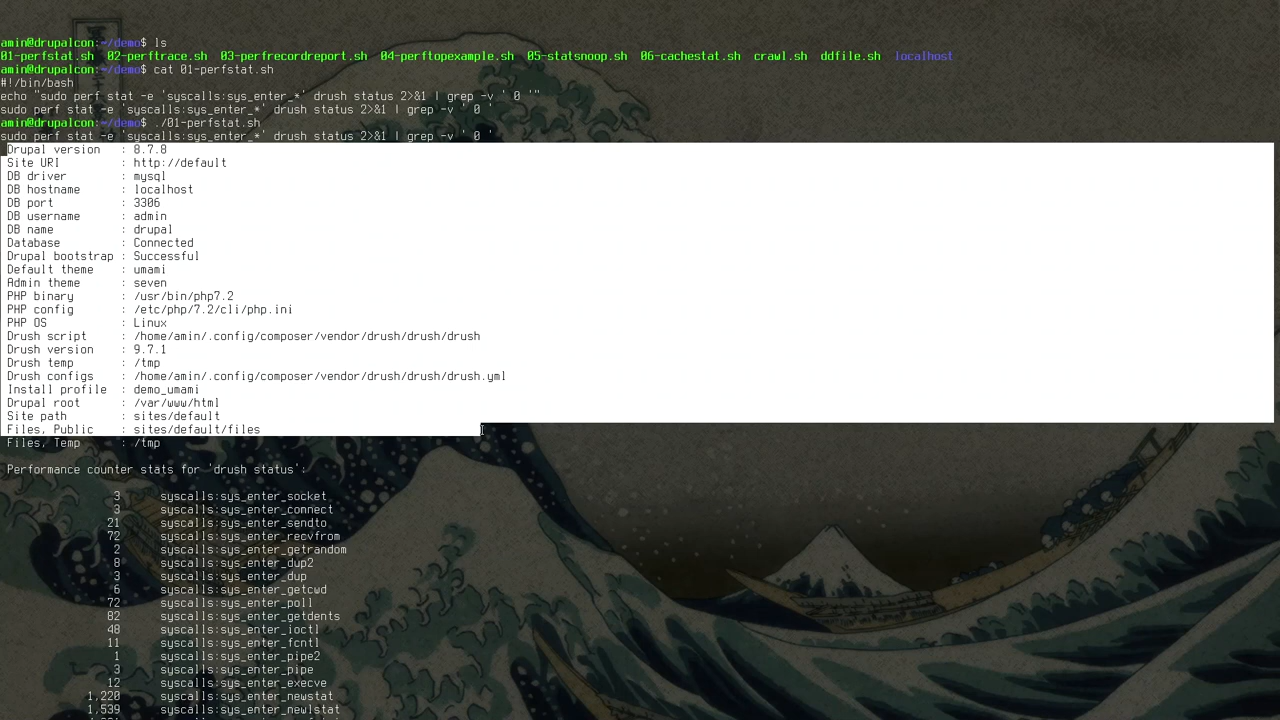 amin@drupalcon:~/demo$ ls
01-perfstat.sh 02-perftrace.sh 03-perfrecordreport.sh 04-perftopexample.sh 05-statsnoop.sh 06-cachestat.sh crawl.sh ddfile.sh localhost
amin@drupalcon:~/demo$ cat 01-perfstat.sh
#!/bin/bash
echo "sudo perf stat -e 'syscalls:sys_enter_*' drush status 2>&1 | grep -v ' 0 '"
sudo perf stat -e 'syscalls:sys_enter_*' drush status 2>&1 | grep -v ' 0 '
amin@drupalcon:~/demo$ ./01-perfstat.sh
sudo perf stat -e 'syscalls:sys_enter_*' drush status 2>&1 | grep -v ' 0 '
Drupal version : 8.7.8
Site URI : http://default
DB driver : mysql
DB hostname : localhost
DB port : 3306
DB username : admin
DB name : drupal
Database : Connected
Drupal bootstrap : Successful
Default theme : umami
Admin theme : seven
PHP binary : /usr/bin/php7.2
PHP config : /etc/php/7.2/cli/php.ini
PHP OS : Linux
Drush script : /home/amin/.config/composer/vendor/drush/drush/drush
Drush version : 9.7.1
Drush temp : /tmp
Drush configs : /home/amin/.config/composer/vendor/drush/drush/drush.yml
Install profile : demo_umami
Drupal root : /var/www/html
Site path : sites/default
Files, Public : sites/default/files
Files, Temp : /tmp
Performance counter stats for 'drush status':
3 syscalls:sys_enter_socket
3 syscalls:sys_enter_connect
21 syscalls:sys_enter_sendto
72 syscalls:sys_enter_recvfrom
2 syscalls:sys_enter_getrandom
8 syscalls:sys_enter_dup2
3 syscalls:sys_enter_dup
6 syscalls:sys_enter_getcwd
72 syscalls:sys_enter_poll
82 syscalls:sys_enter_getdents
48 syscalls:sys_enter_ioctl
11 syscalls:sys_enter_fcntl
1 syscalls:sys_enter_pipe2
3 syscalls:sys_enter_pipe
12 syscalls:sys_enter_execve
1,220 syscalls:sys_enter_newstat
1,539 syscalls:sys_enter_newlstat